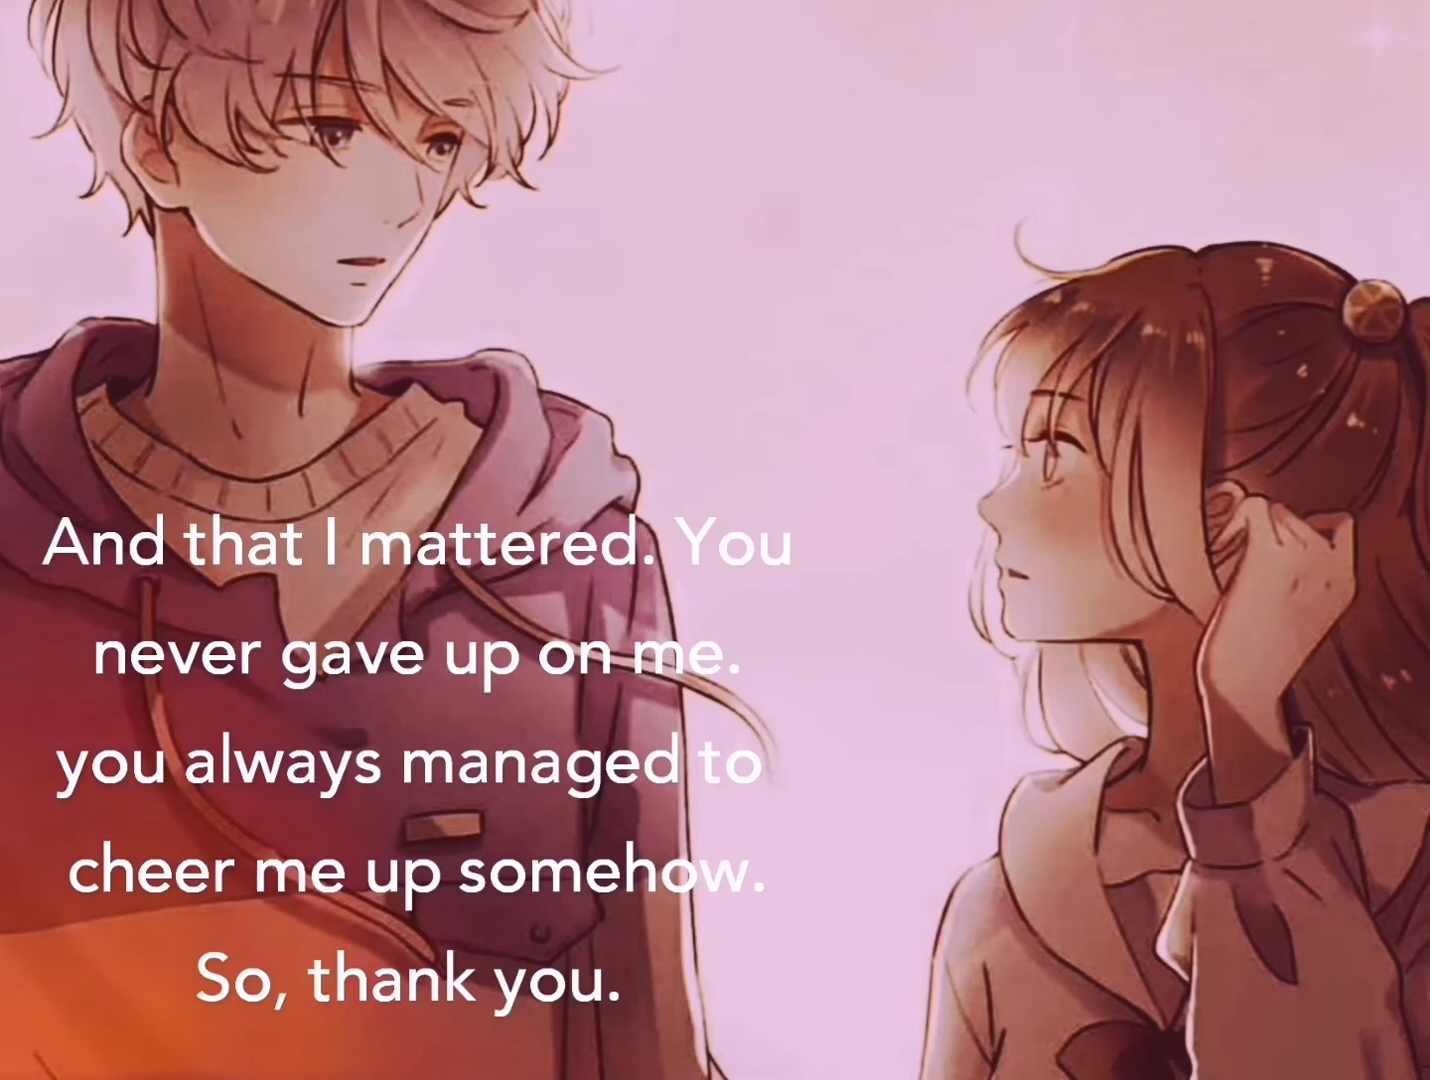 And that I mattered. You
never gave up on me.
you always managed to
cheer me up somehow.
So, thank you.